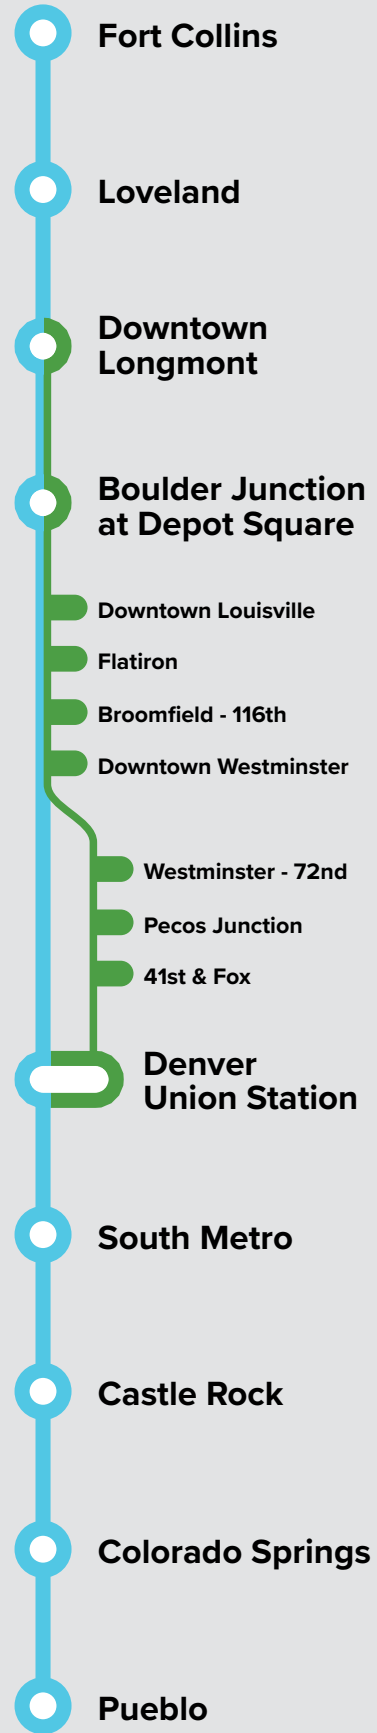 Fort Collins
Loveland
Downtown
Longmont
Boulder Junction
at Depot Square
Downtown Louisville
Flatiron
Broomfield - 116th
Downtown Westminster
Westminster - 72nd
Pecos Junction
41st & Fox
Denver
Union Station
South Metro
Castle Rock
Colorado Springs
Pueblo